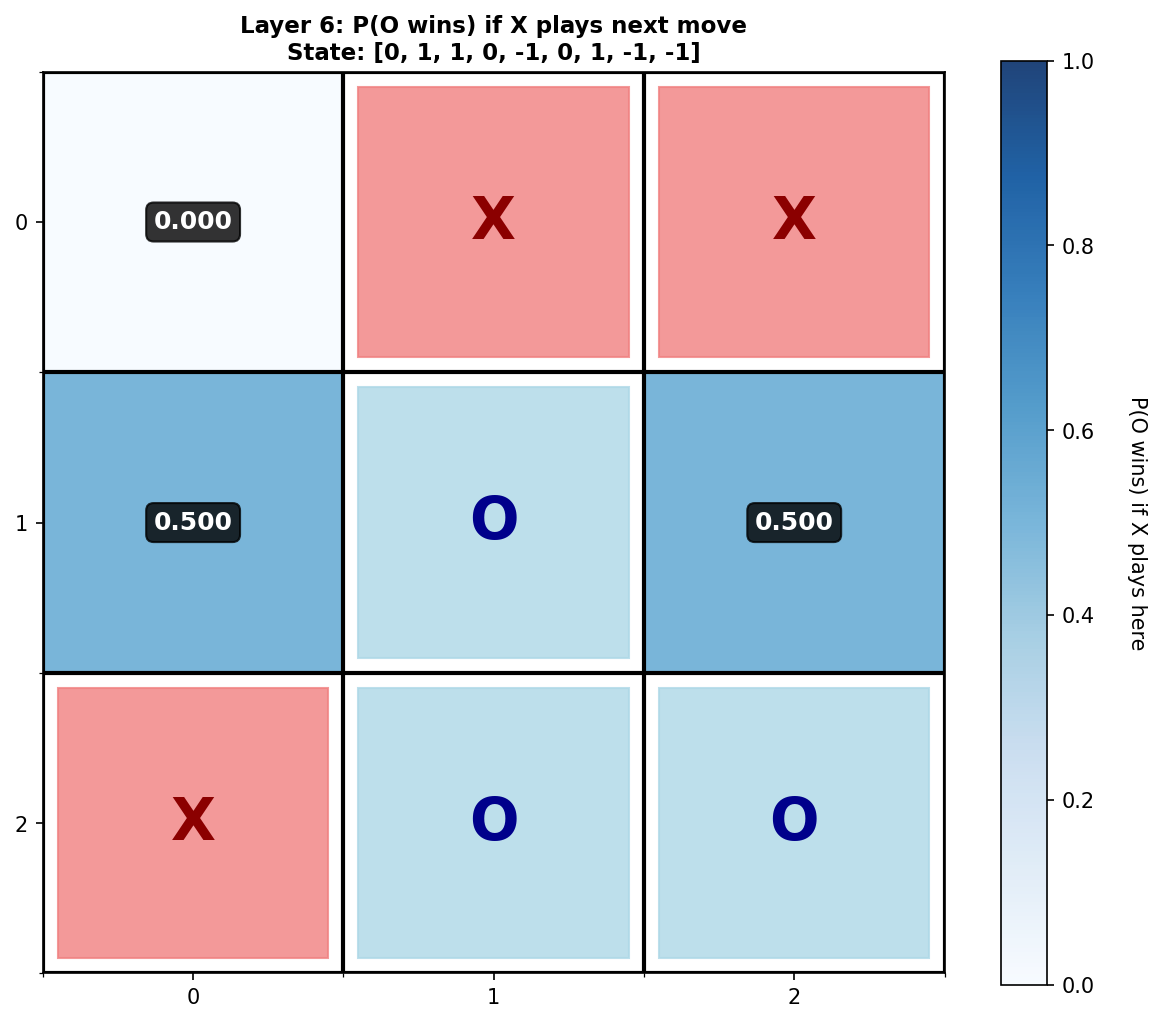 Layer 6: P(O wins) if X plays next move
State: [0, 1, 1, 0, -1, 0, 1, -1, -1]
0.000 X X
0.500 O 0.500
X O O
0
1
2
0 1 2
1.0
0.8
0.6
0.4
0.2
0.0
P(O wins) if X plays here